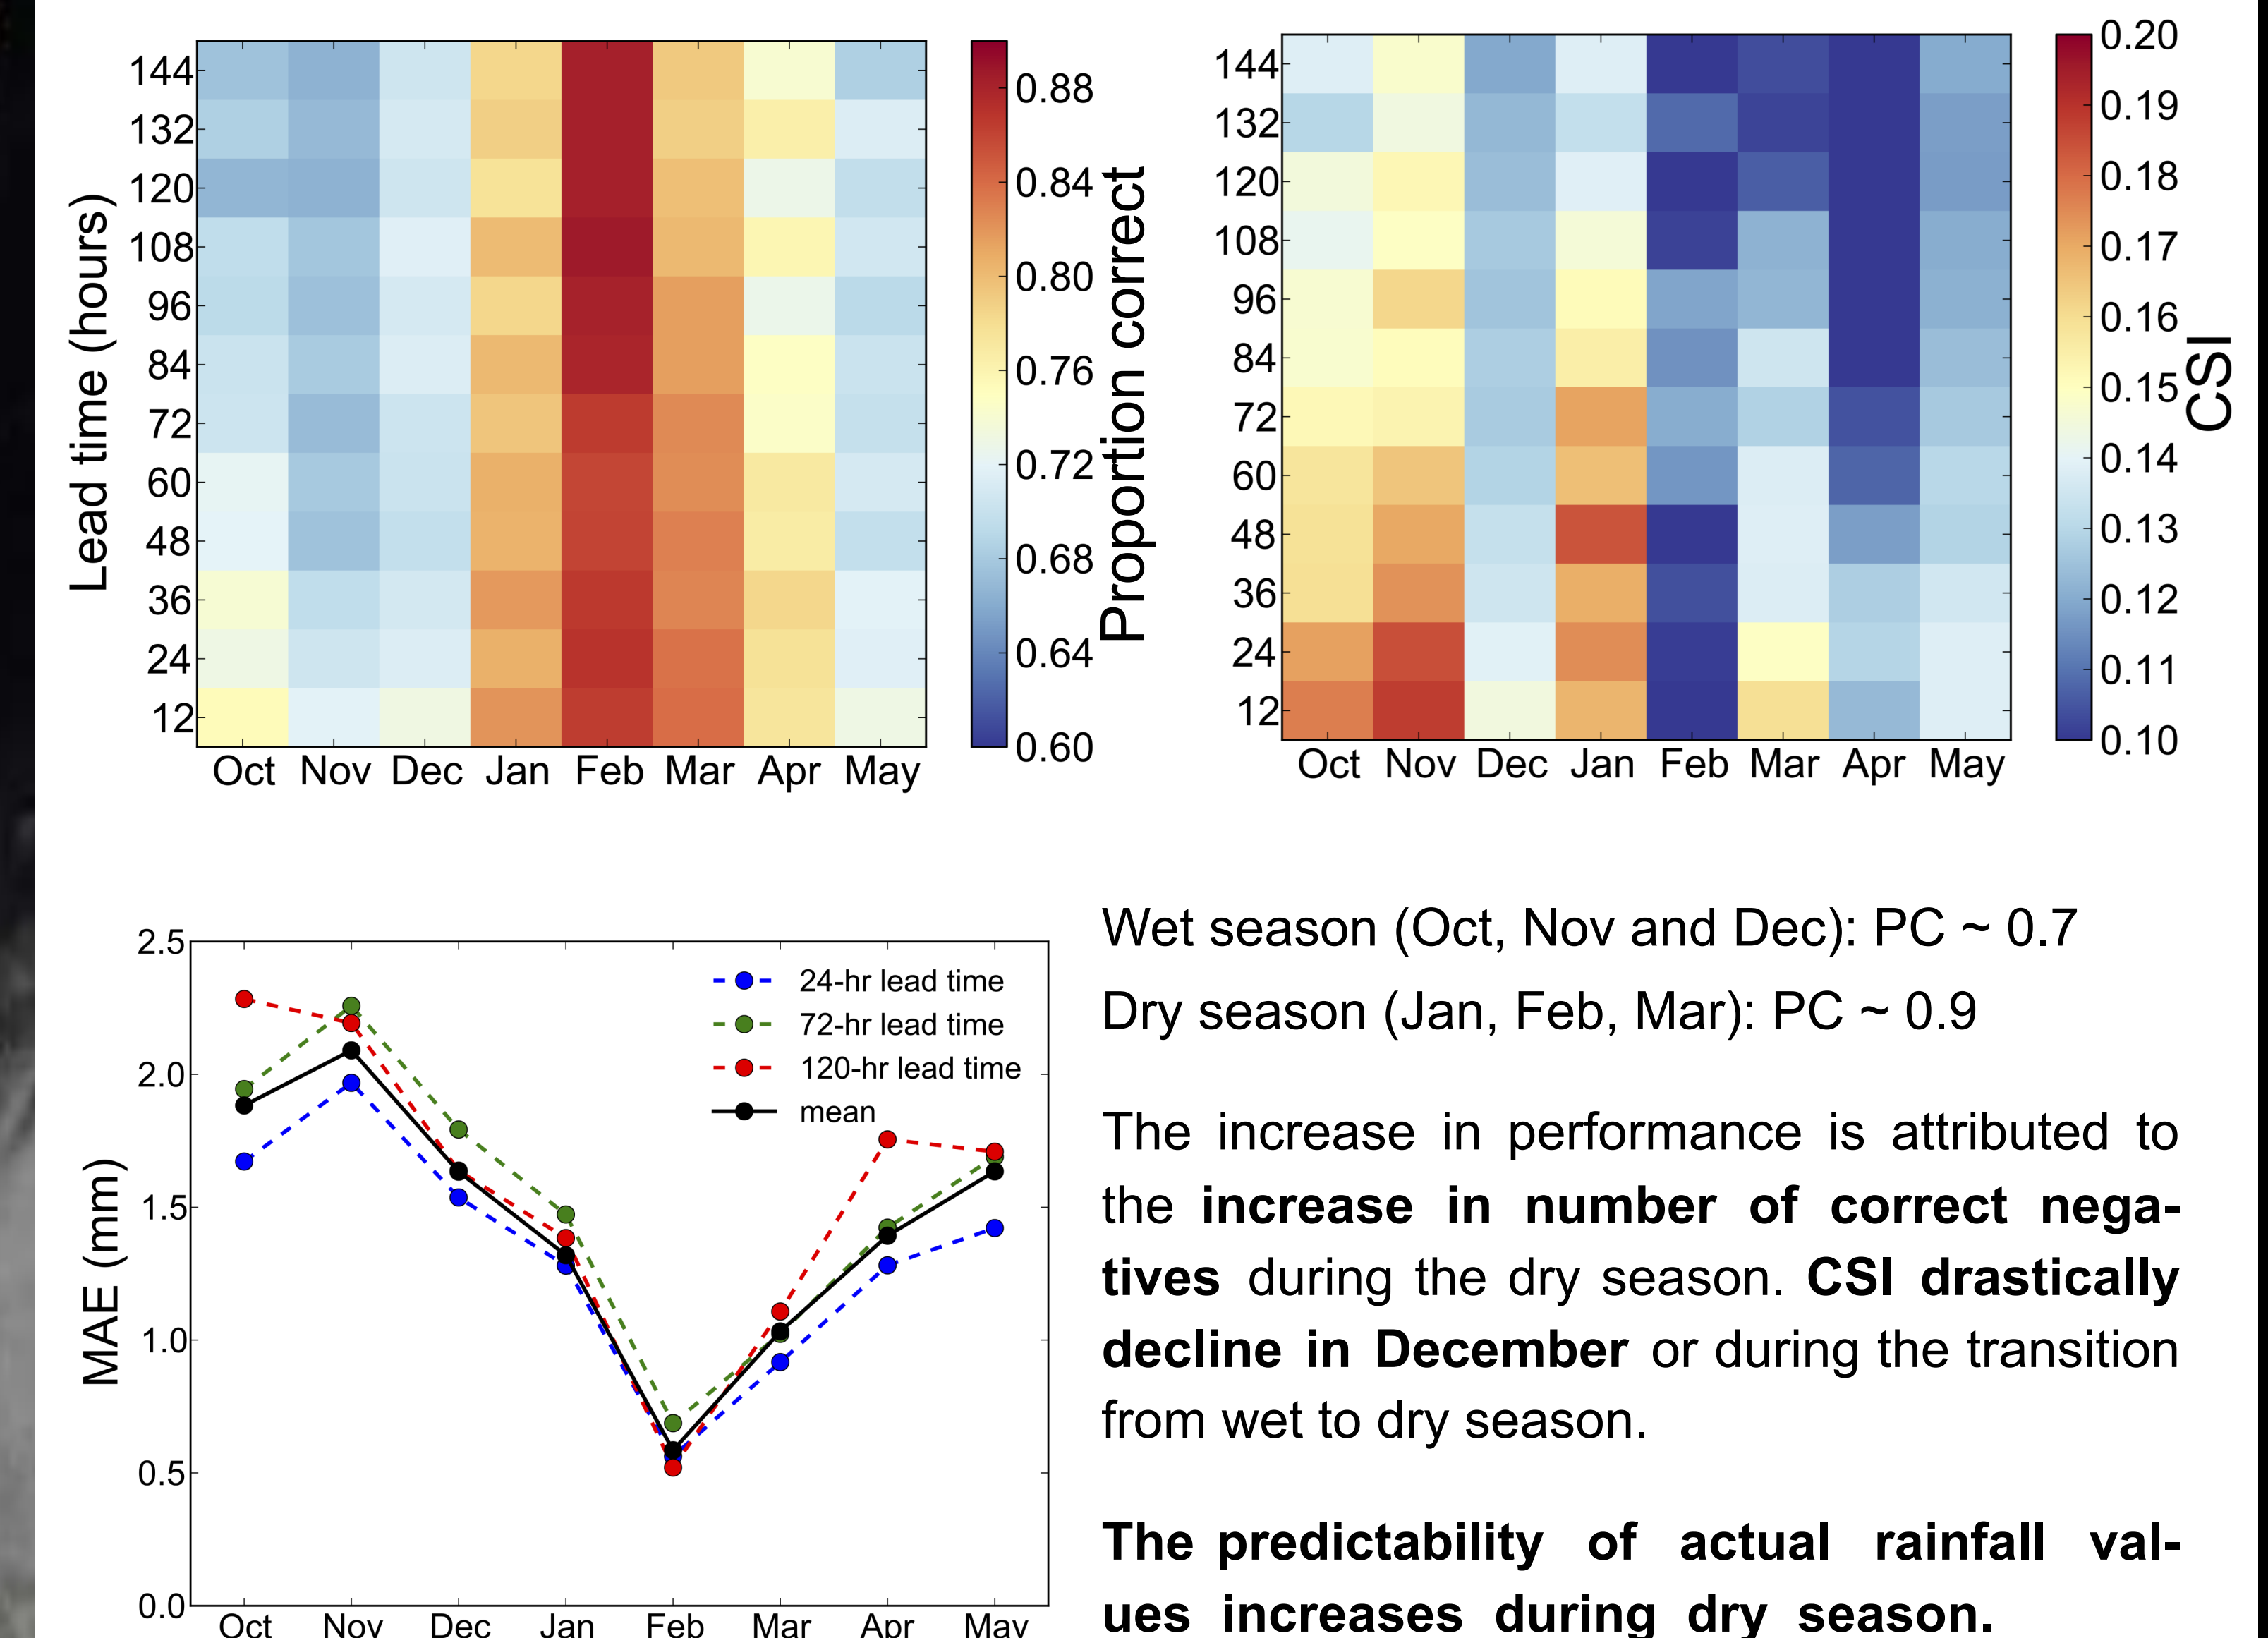 144
132
120
108
96
84
72
60
48
36
24
12
Lead time (hours)
Oct Nov Dec Jan Feb Mar Apr May
0.88
0.84
0.80
0.76
0.72
0.68
0.64
0.60
Proportion correct
144
132
120
108
96
84
72
60
48
36
24
12
Oct Nov Dec Jan Feb Mar Apr May
0.20
0.19
0.18
0.17
0.16
0.15
0.14
0.13
0.12
0.11
0.10
CSI
2.5
2.0
1.5
1.0
0.5
0.0
MAE (mm)
24-hr lead time
72-hr lead time
120-hr lead time
mean
Oct Nov Dec Jan Feb Mar Apr May
Wet season (Oct, Nov and Dec): PC ~ 0.7
Dry season (Jan, Feb, Mar): PC ~ 0.9
The increase in performance is attributed to
the increase in number of correct nega-
tives during the dry season. CSI drastically
decline in December or during the transition
from wet to dry season.
The predictability of actual rainfall val-
ues increases during dry season.